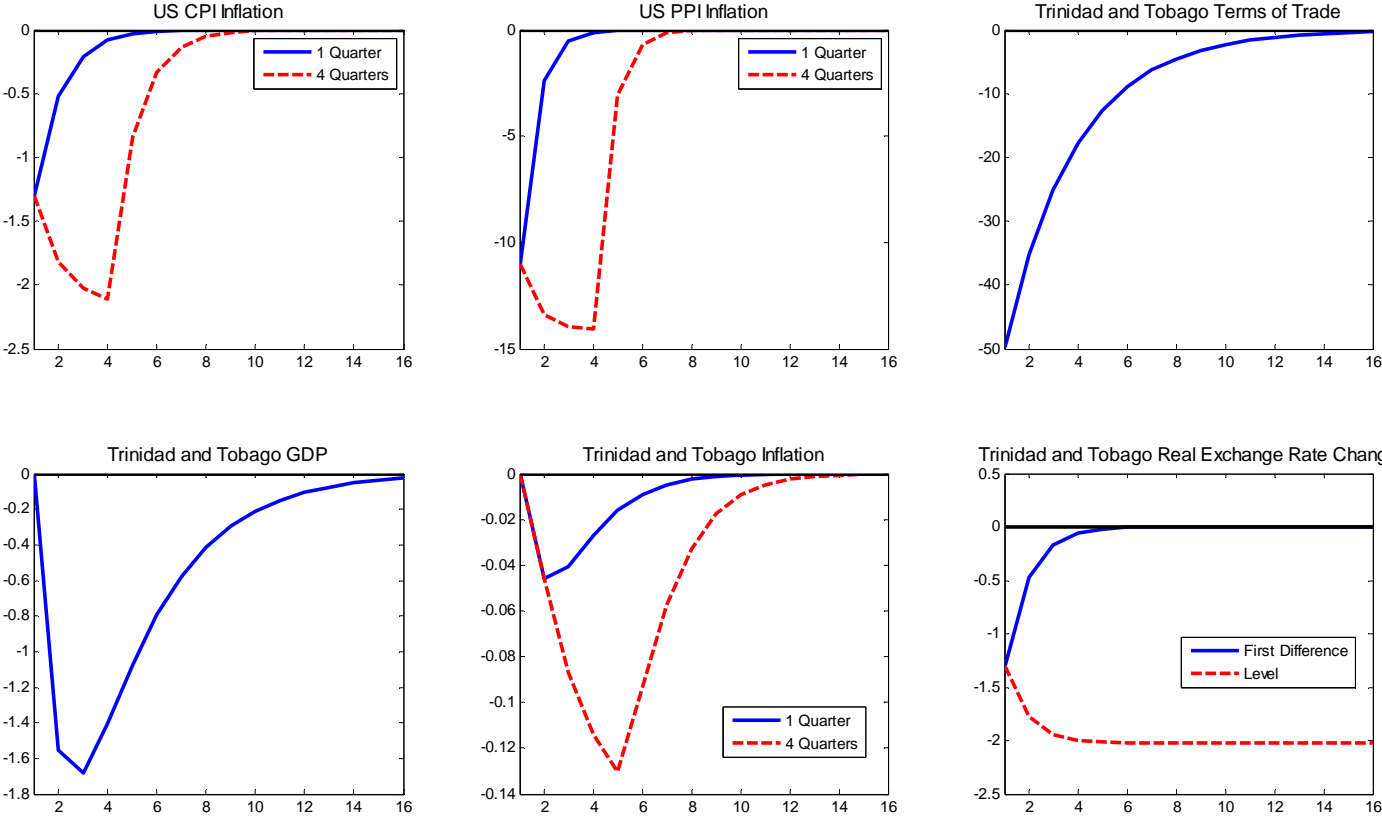 US CPI Inflation
0
-0.5
-1
-1.5
-2
-2.5
2 4 6 8 10 12 14 16
1 Quarter
4 Quarters
US PPI Inflation
0
-5
-10
-15
2 4 6 8 10 12 14 16
1 Quarter
4 Quarters
Trinidad and Tobago Terms of Trade
0
-10
-20
-30
-40
-50
2 4 6 8 10 12 14 16
Trinidad and Tobago GDP
0
-0.2
-0.4
-0.6
-0.8
-1
-1.2
-1.4
-1.6
-1.8
2 4 6 8 10 12 14 16
Trinidad and Tobago Inflation
0
-0.02
-0.04
-0.06
-0.08
-0.1
-0.12
-0.14
2 4 6 8 10 12 14 16
1 Quarter
4 Quarters
Trinidad and Tobago Real Exchange Rate Chang
0.5
0
-0.5
-1
-1.5
-2
-2.5
2 4 6 8 10 12 14 16
First Difference
Level